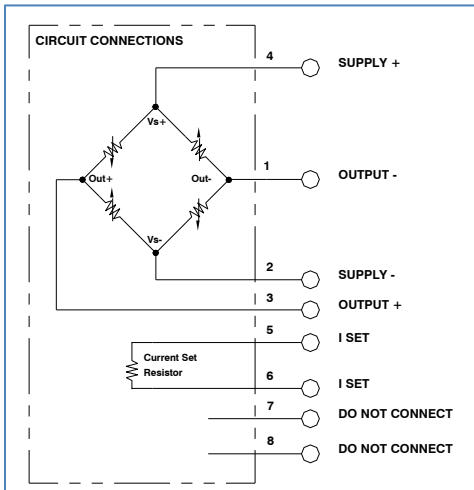 CIRCUIT CONNECTIONS
4 SUPPLY +
Vs+
1 OUTPUT -
Out+ Out-
Vs-
2 SUPPLY -
3 OUTPUT +
5 I SET
Current Set
Resistor
6 I SET
7 DO NOT CONNECT
8 DO NOT CONNECT